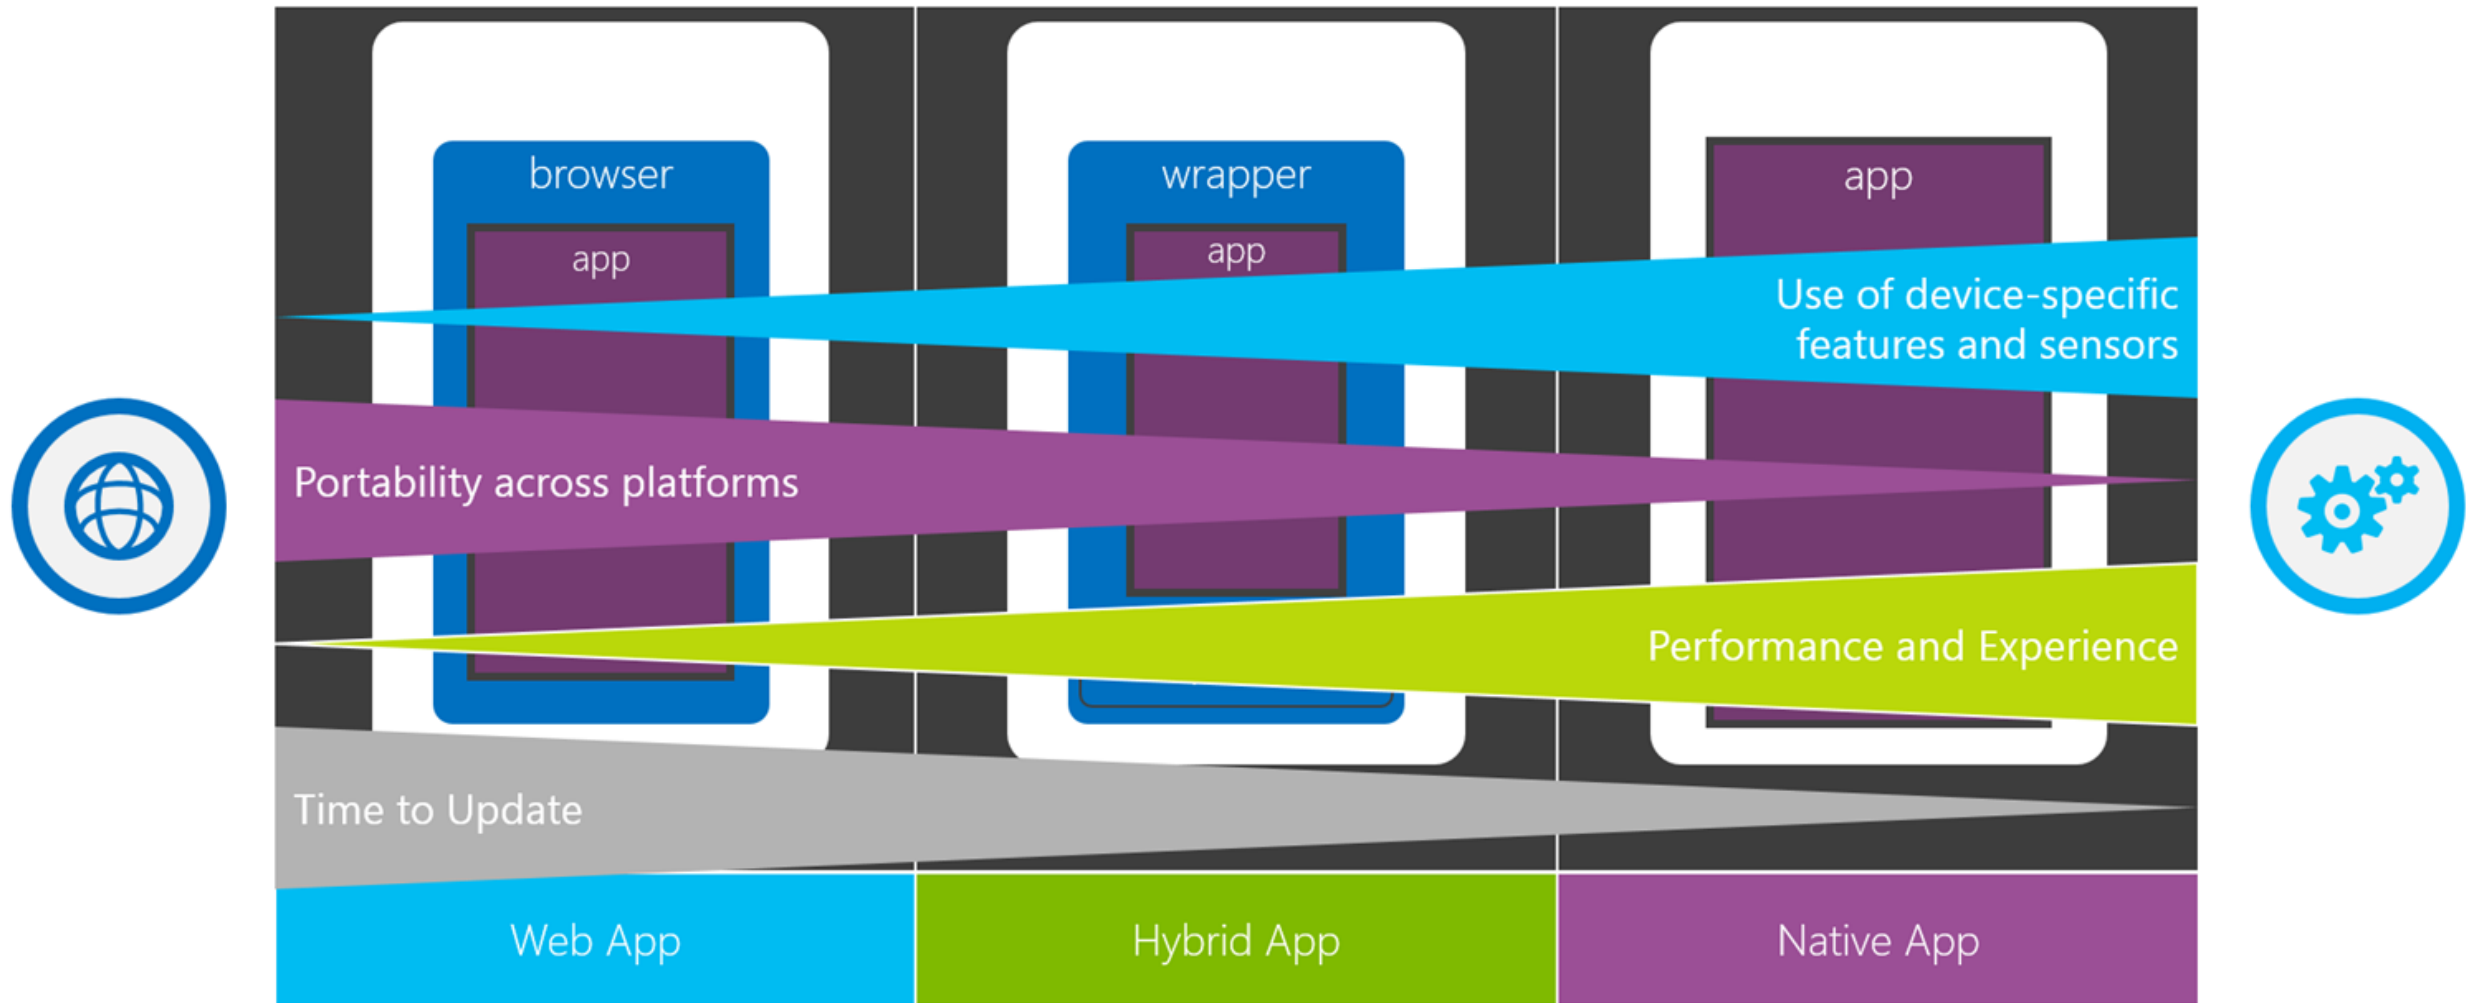 browser
wrapper
app
app
app
Use of device-specific
features and sensors
Portability across platforms
Performance and Experience
Time to Update
Web App
Hybrid App
Native App